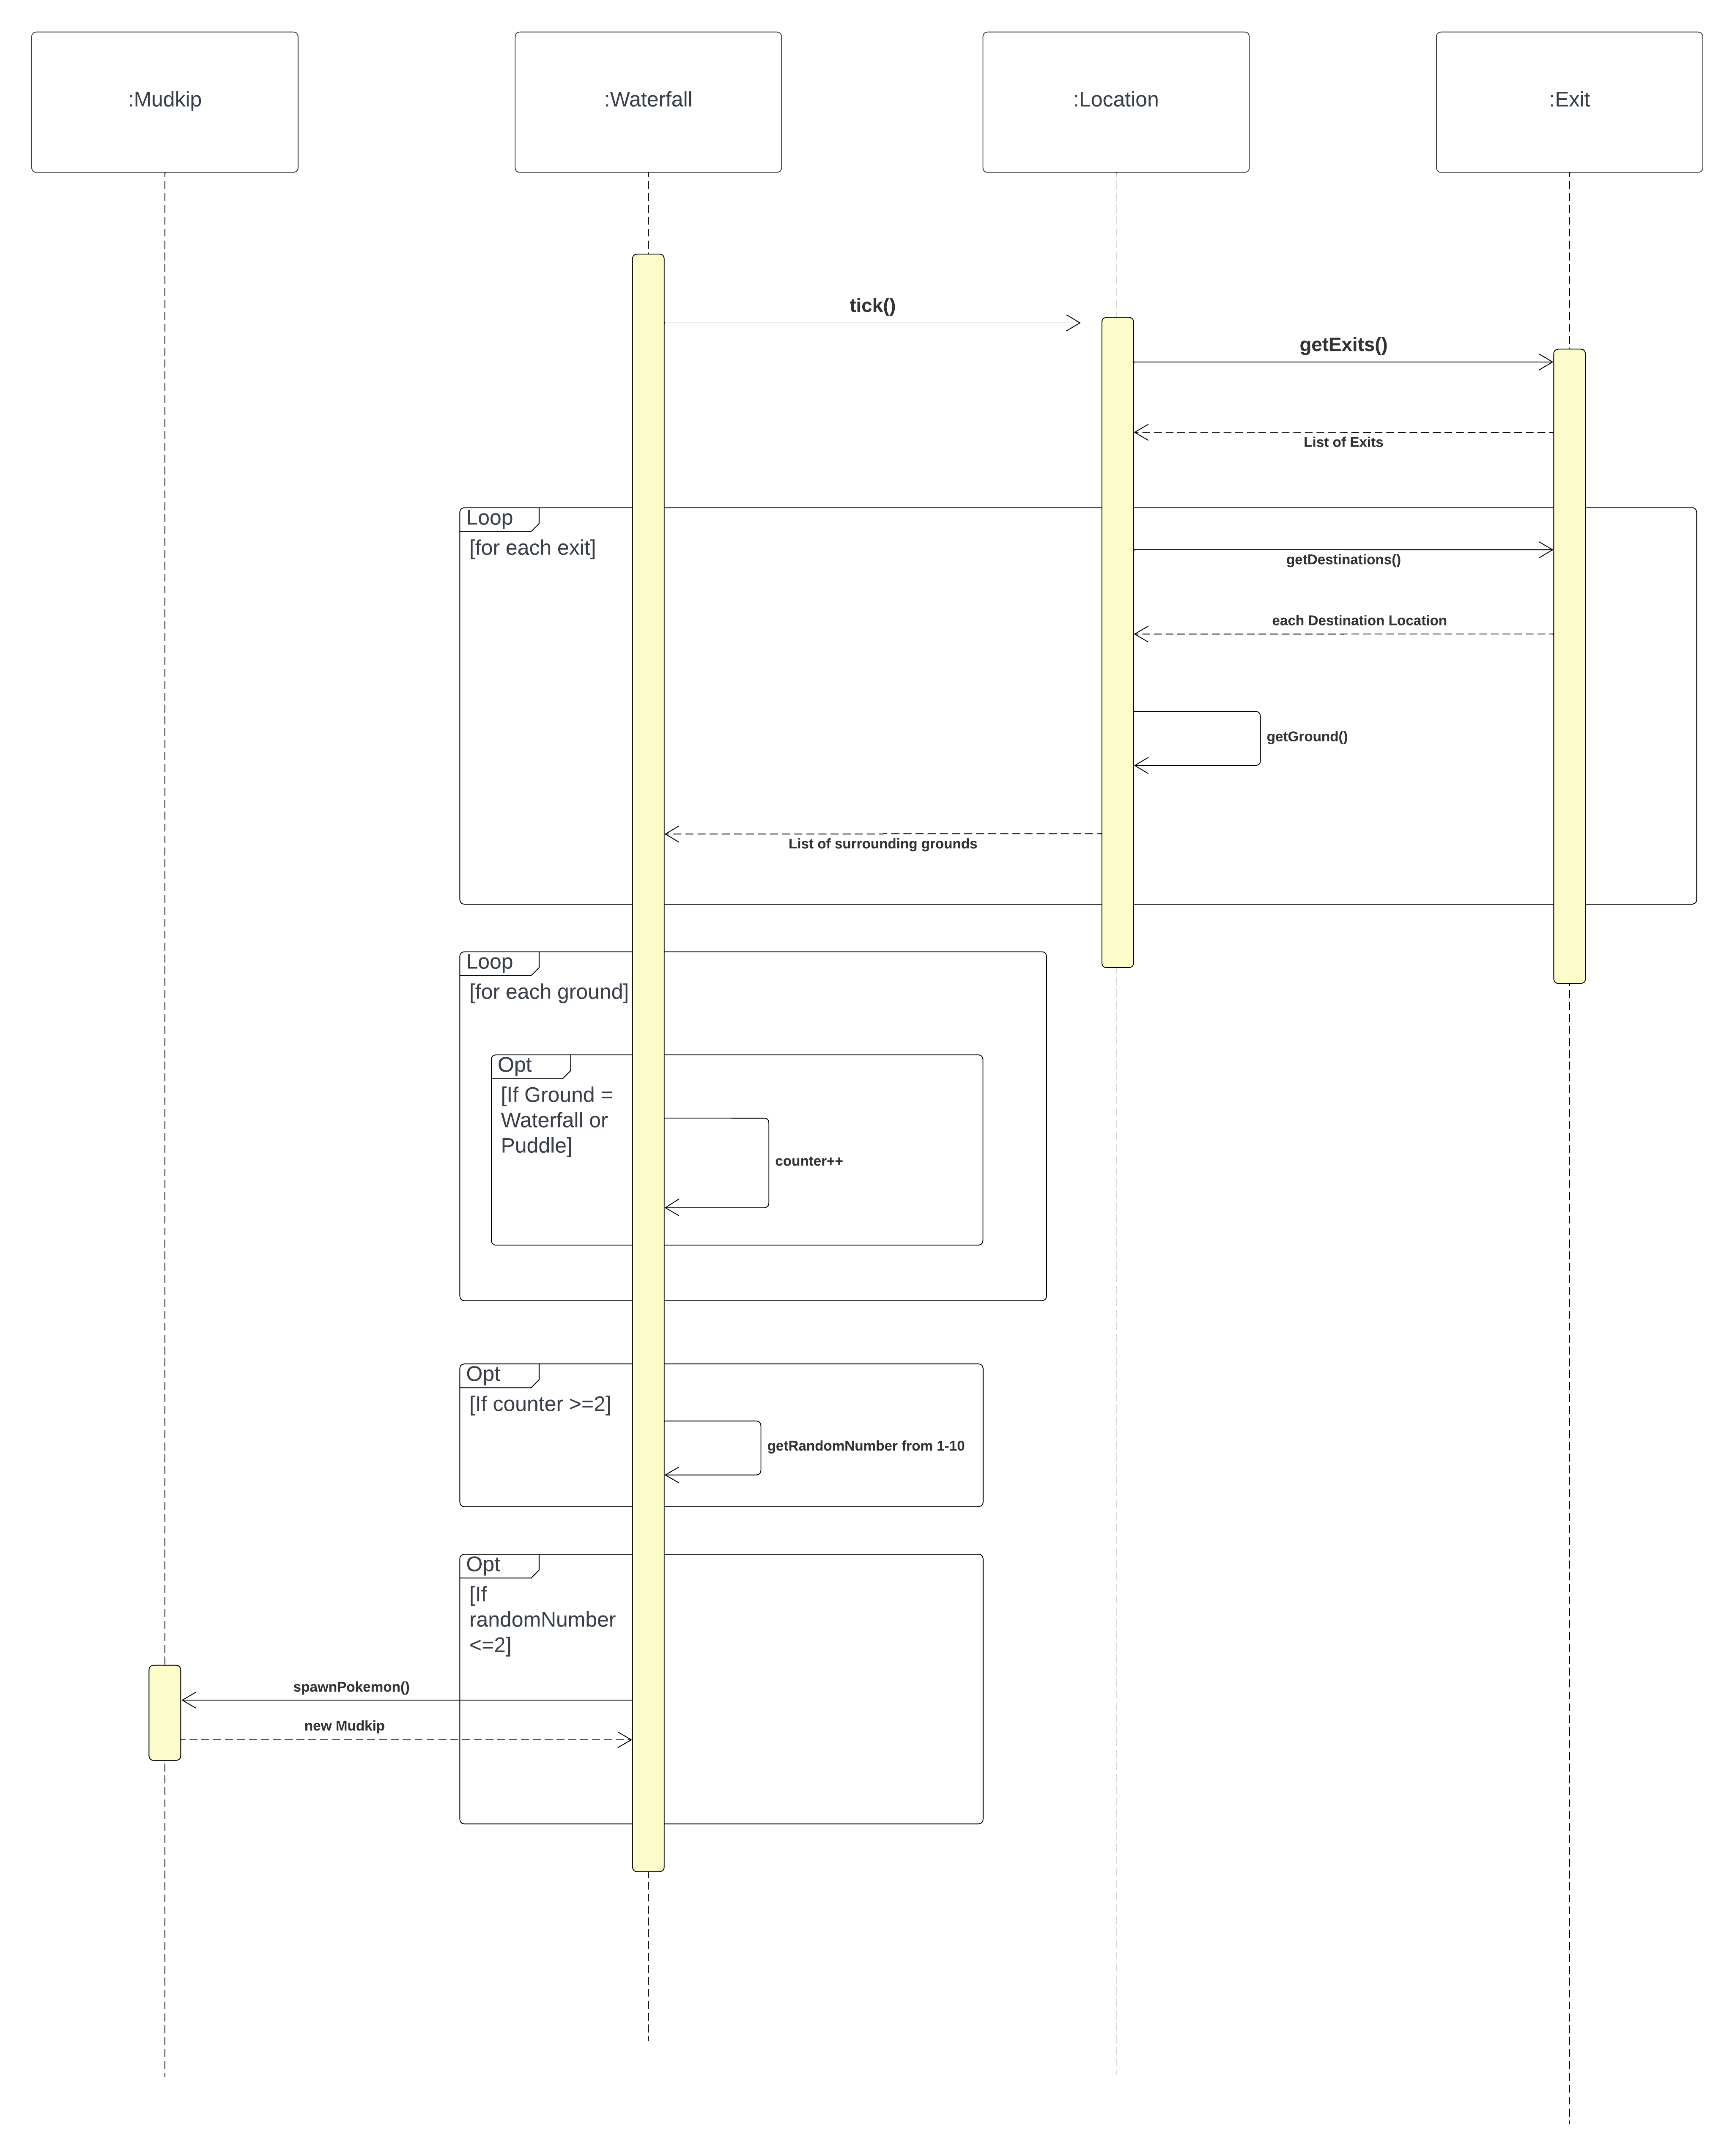 :Mudkip
:Waterfall
:Location
:Exit
tick()
getExits()
List of Exits
Loop
[for each exit]
getDestinations()
each Destination Location
getGround()
List of surrounding grounds
Loop
[for each ground]
Opt
[If Ground =
Waterfall or
Puddle]
counter++
Opt
[If counter >=2]
getRandomNumber from 1-10
Opt
[If
randomNumber
<=2]
spawnPokemon()
new Mudkip